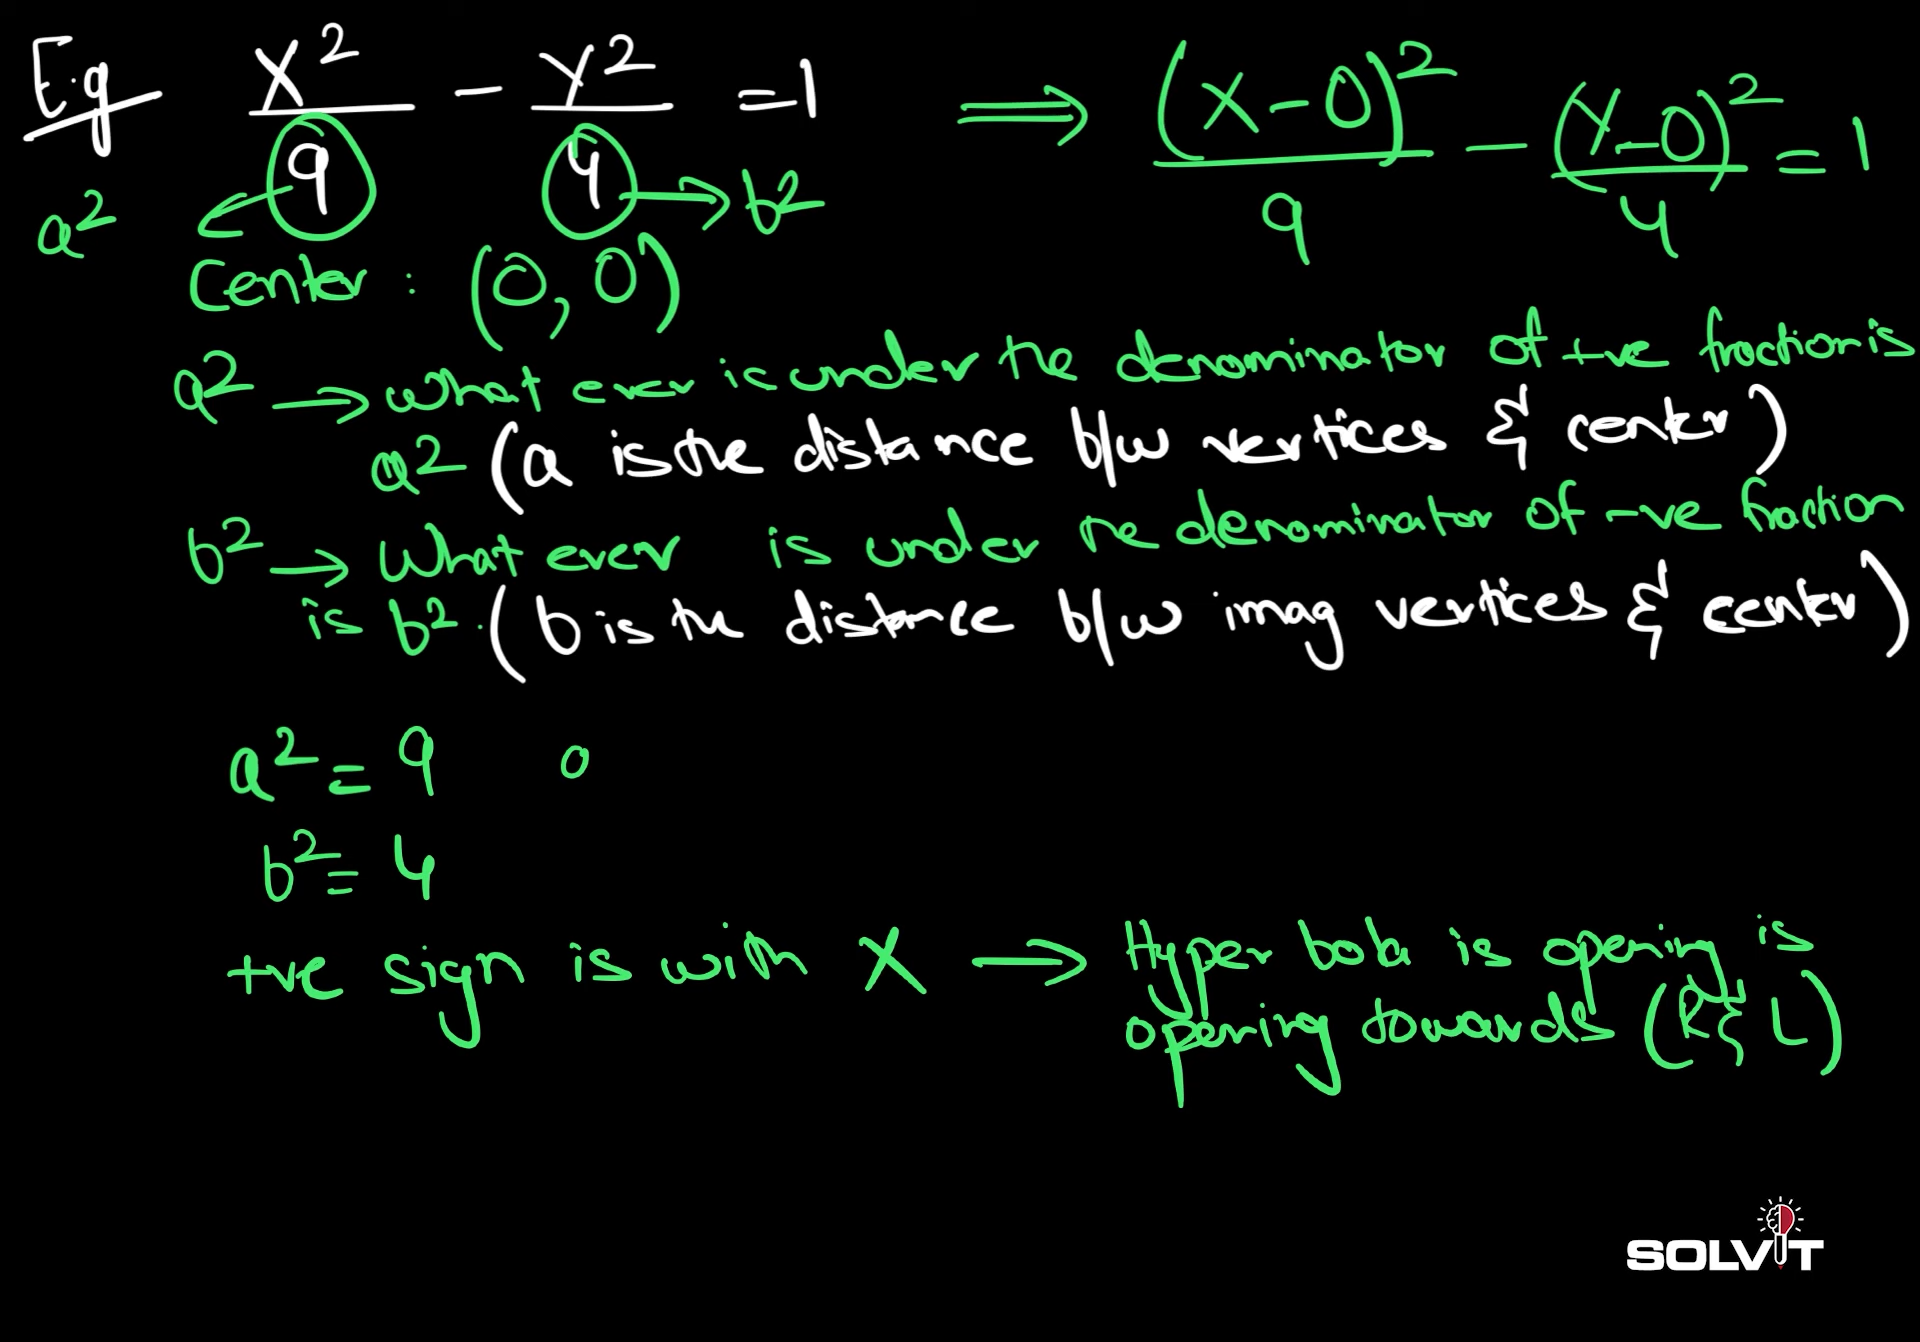 E.g x²/9 - y²/4 = 1 ⟹ (x-0)²/9 - (y-0)²/4 = 1
a² ← → b²
Center : (0, 0)
a² → what ever is under the denominator of +ve fraction is
a² (a is the distance b/w vertices & center)
b² → What ever is under the denominator of -ve fraction
is b². (b is the distance b/w imag vertices & center)
a² = 9 0
b² = 4
+ve sign is with X → Hyper bola is opening is
opening towards (R & L)
SOLVIT